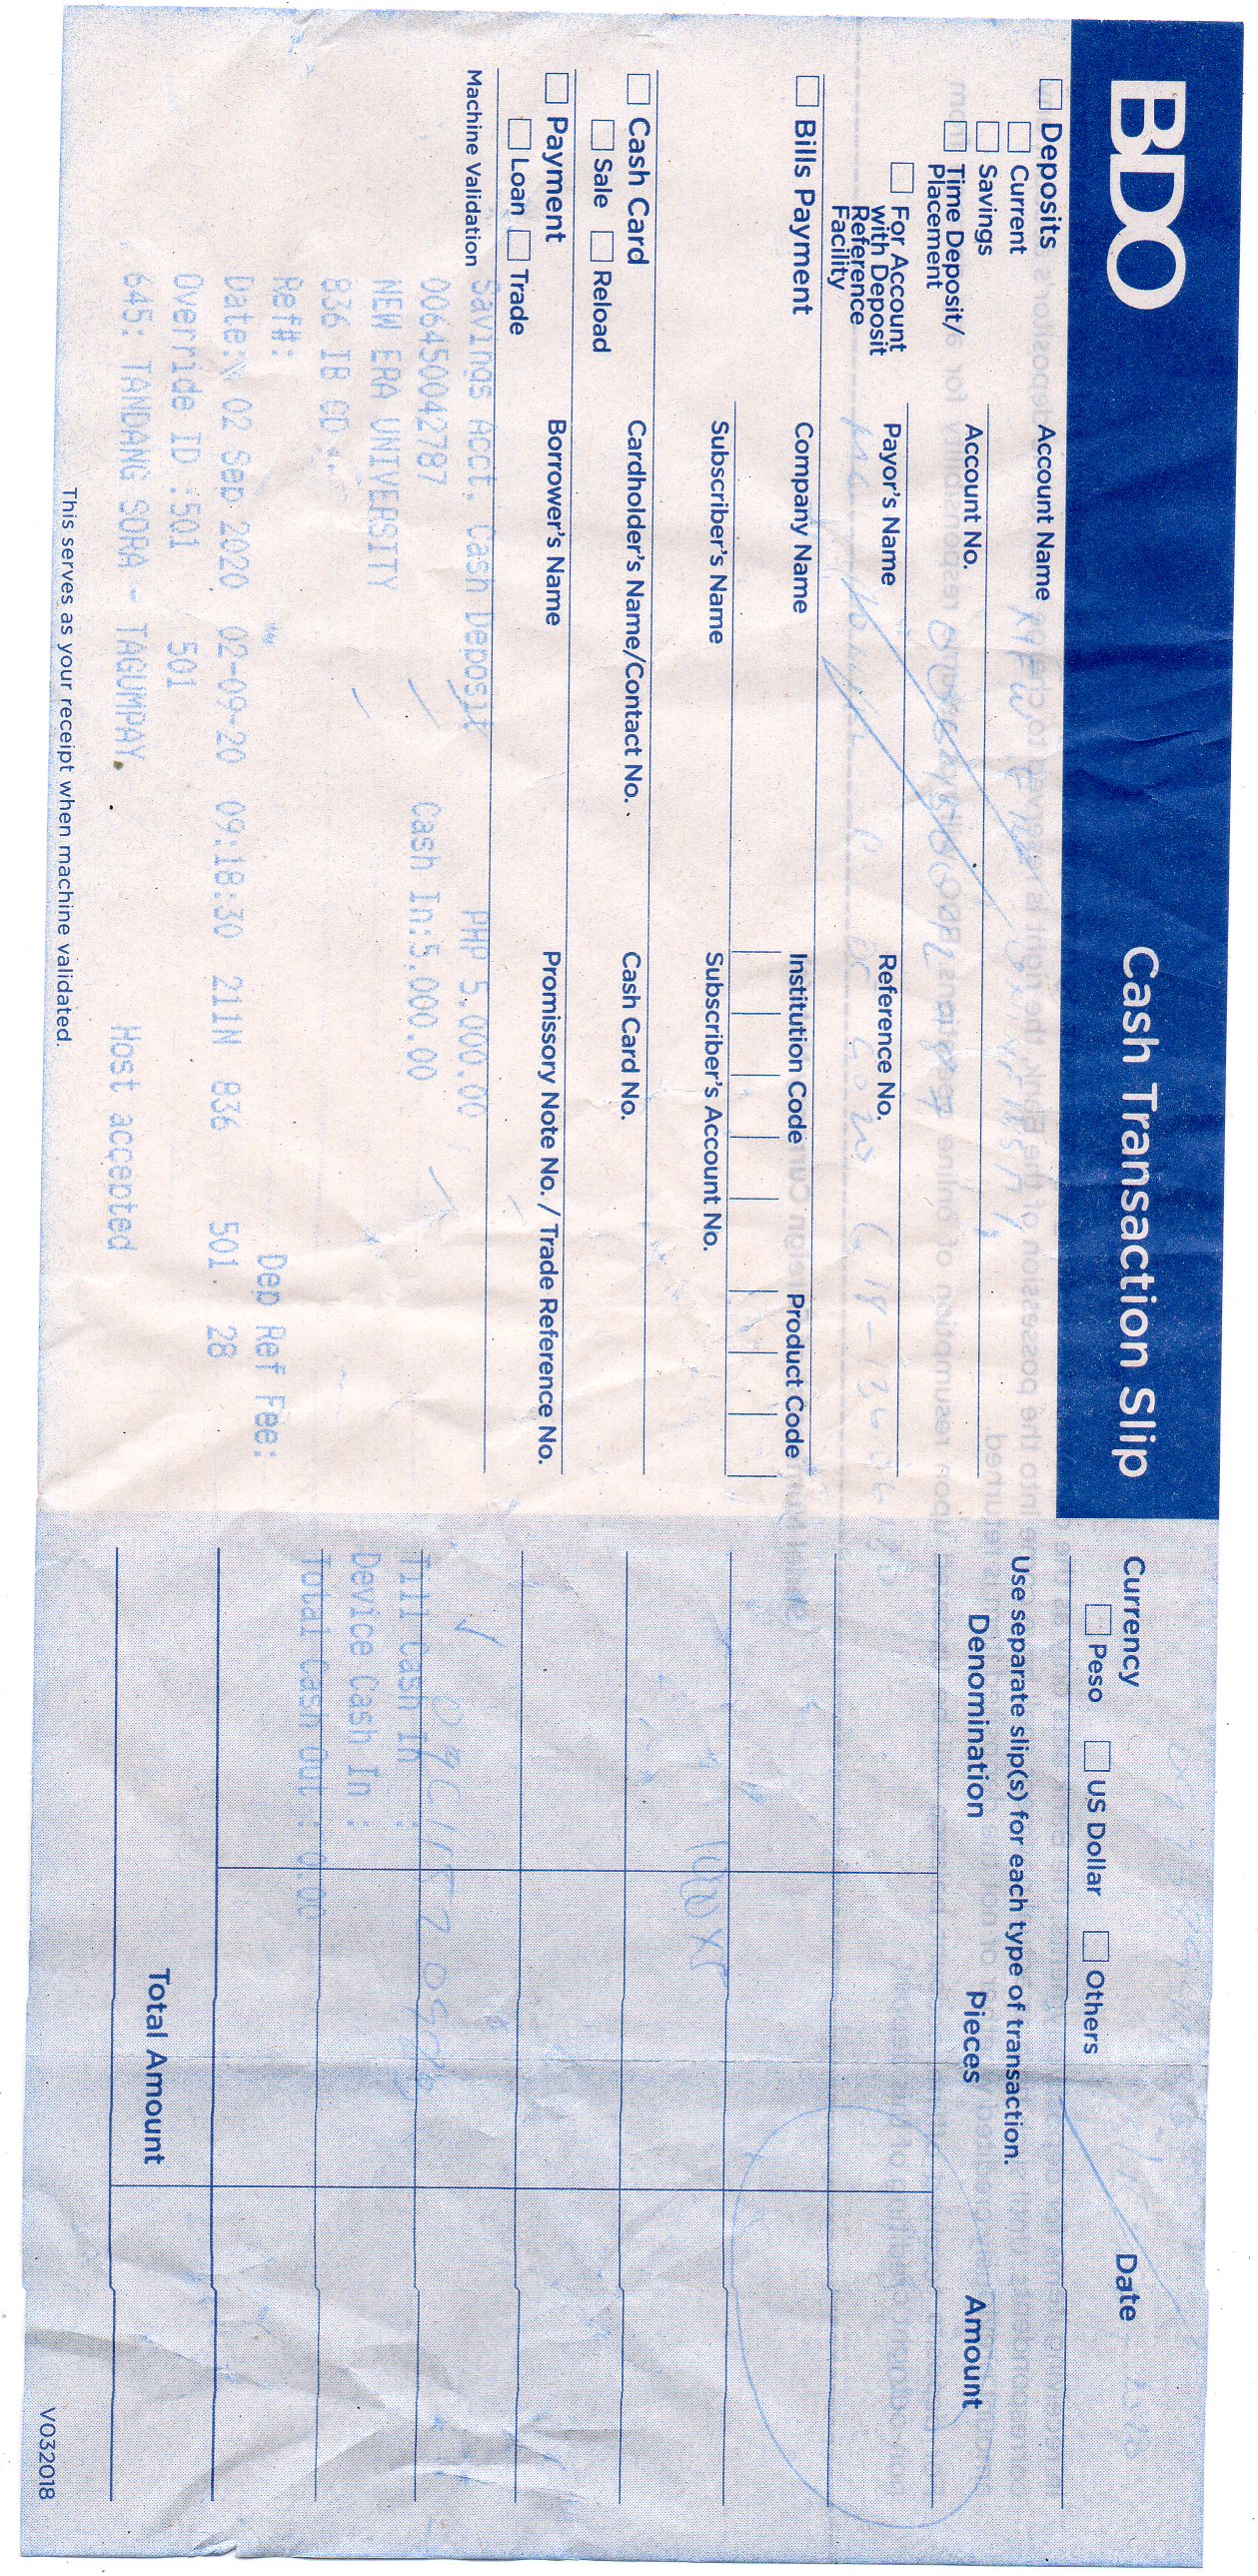 BDO
Cash Transaction Slip
Currency
Peso US Dollar Others
Date
2020
Deposits
Current
Savings
Time Deposit/
Placement
For Account
with Deposit
Reference
Facility
Account Name
NEW ERA UNIVERSITY
Account No.
Payor's Name
Reference No.
Use separate slip(s) for each type of transaction.
Denomination Pieces Amount
1000 X 5
Bills Payment
Company Name
Institution Code
Product Code
Subscriber's Name
Subscriber's Account No.
Cash Card
Sale Reload
Cardholder's Name/Contact No.
Cash Card No.
Payment
Loan Trade
Borrower's Name
Promissory Note No. / Trade Reference No.
Machine Validation
Savings Acct. Cash Deposit PHP 5,000.00
006450042787 Cash In:5,000.00
NEW ERA UNIVERSITY
836 IB CD
Ref#: Dep Ref Fee:
Date: 02 Sep 2020 02-09-20 09:18:30 211N 836 501 28
Override ID :501 501
645: TANDANG SORA - TAGUMPAY. Host accepted
Till Cash In :
Device Cash In :
Total Cash Out : 0.00
Total Amount
This serves as your receipt when machine validated.
V032018